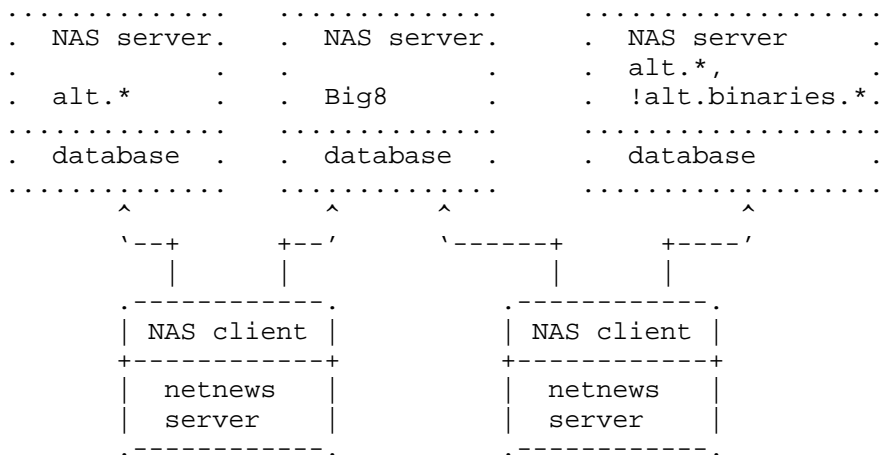 NAS server. NAS server. NAS server
alt.*,
alt.* Big8 !alt.binaries.*
database database database
NAS client NAS client
netnews netnews
server server